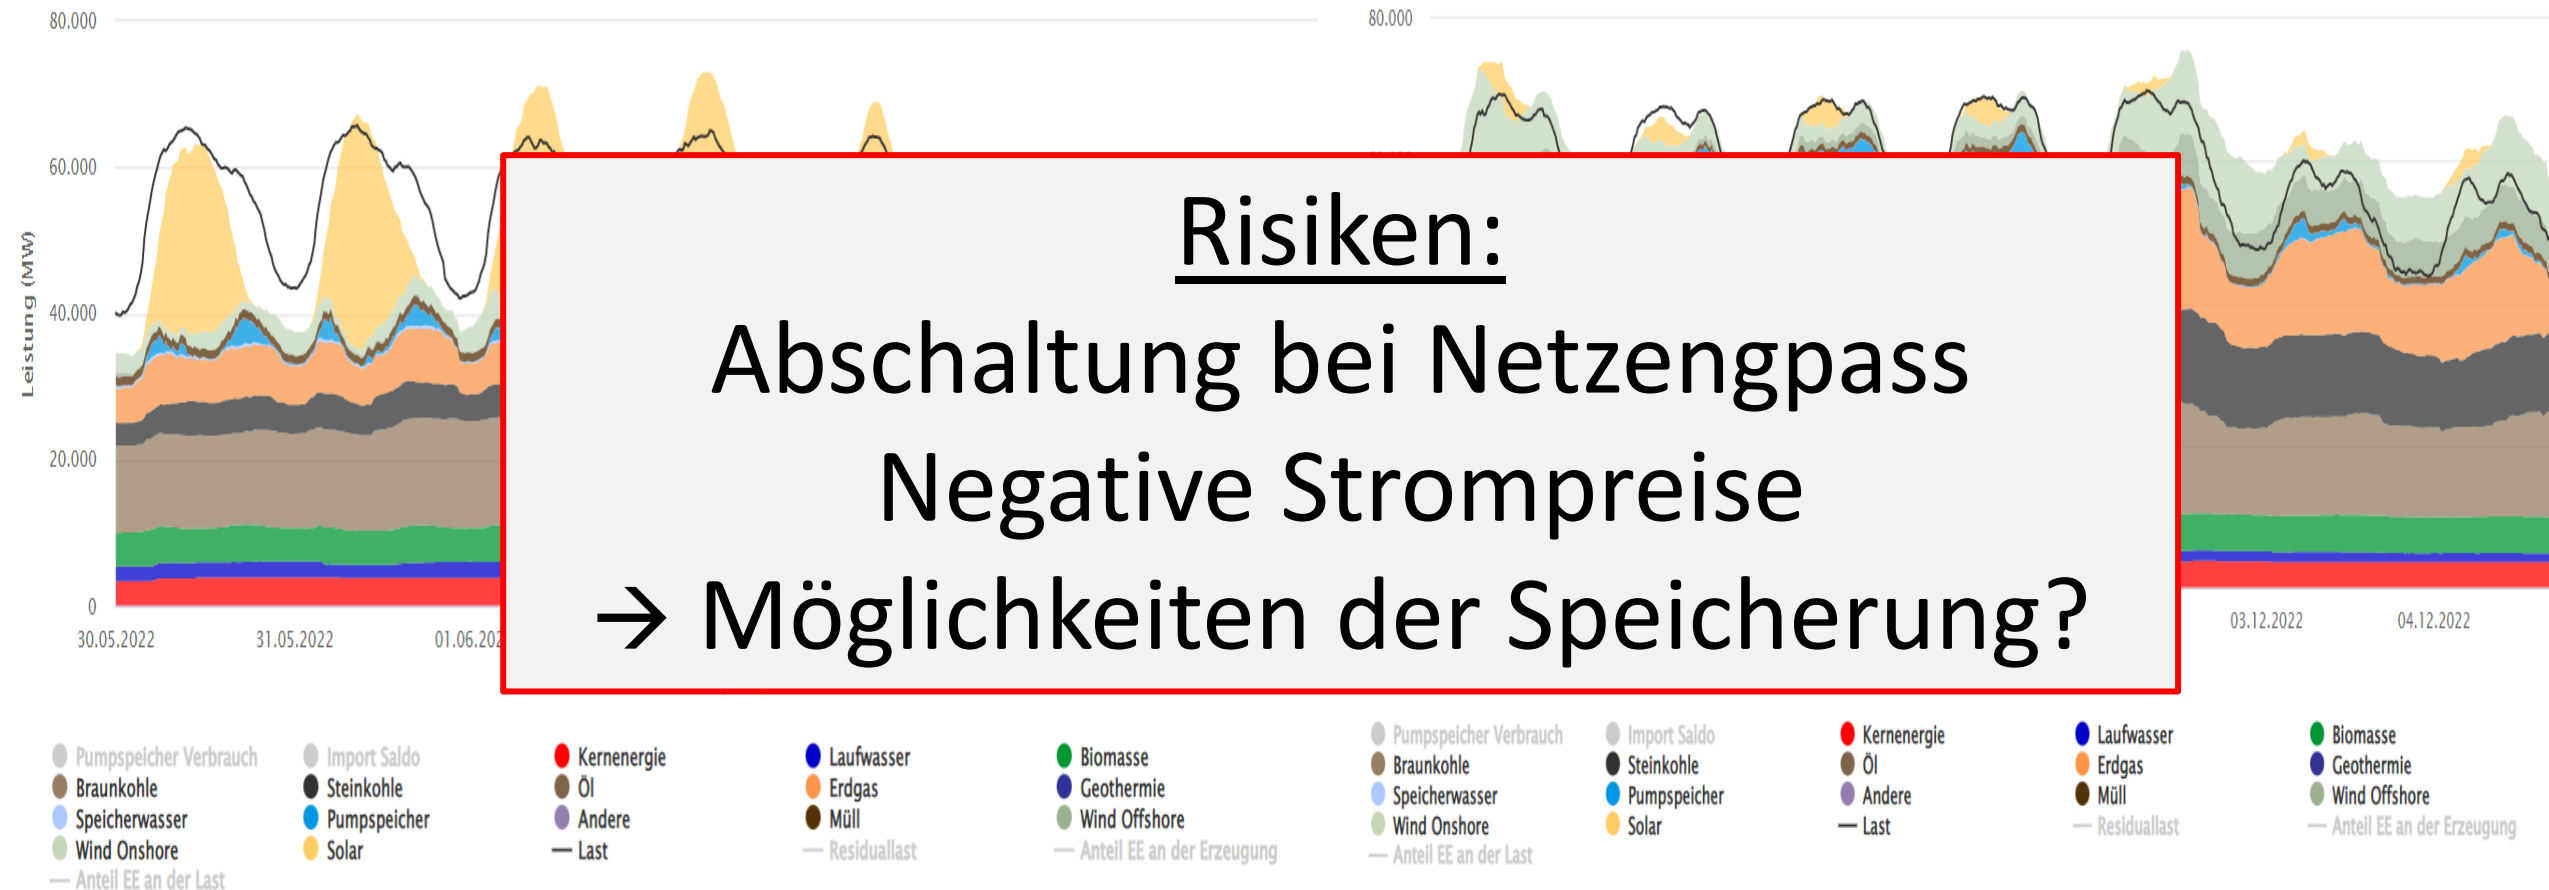 80.000
60.000
40.000
20.000
0
Leistung (MW)
30.05.2022
31.05.2022
80.000
Risiken:
Abschaltung bei Netzengpass
Negative Strompreise
→ Möglichkeiten der Speicherung?
03.12.2022
04.12.2022
Pumpspeicher Verbrauch Import Saldo Kernenergie Laufwasser Biomasse
Braunkohle Steinkohle Öl Erdgas Geothermie
Speicherwasser Pumpspeicher Andere Müll Wind Offshore
Wind Onshore Solar Last Residuallast Anteil EE an der Erzeugung
Anteil EE an der Last
Pumpspeicher Verbrauch Import Saldo Kernenergie Laufwasser Biomasse
Braunkohle Steinkohle Öl Erdgas Geothermie
Speicherwasser Pumpspeicher Andere Müll Wind Offshore
Wind Onshore Solar Last Residuallast Anteil EE an der Erzeugung
Anteil EE an der Last